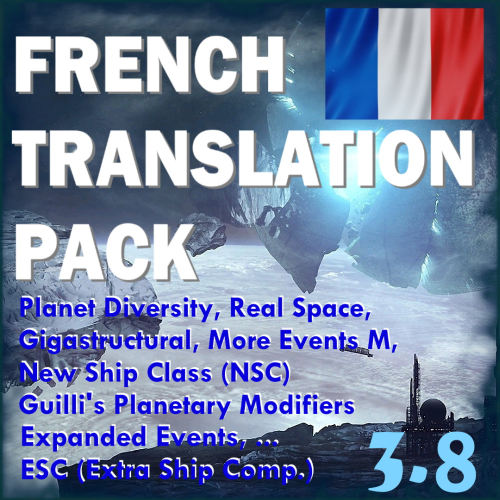 FRENCH
TRANSLATION
PACK
Planet Diversity, Real Space,
Gigastructural, More Events M,
New Ship Class (NSC)
Guilli's Planetary Modifiers
Expanded Events, ...
ESC (Extra Ship Comp.)
3.8